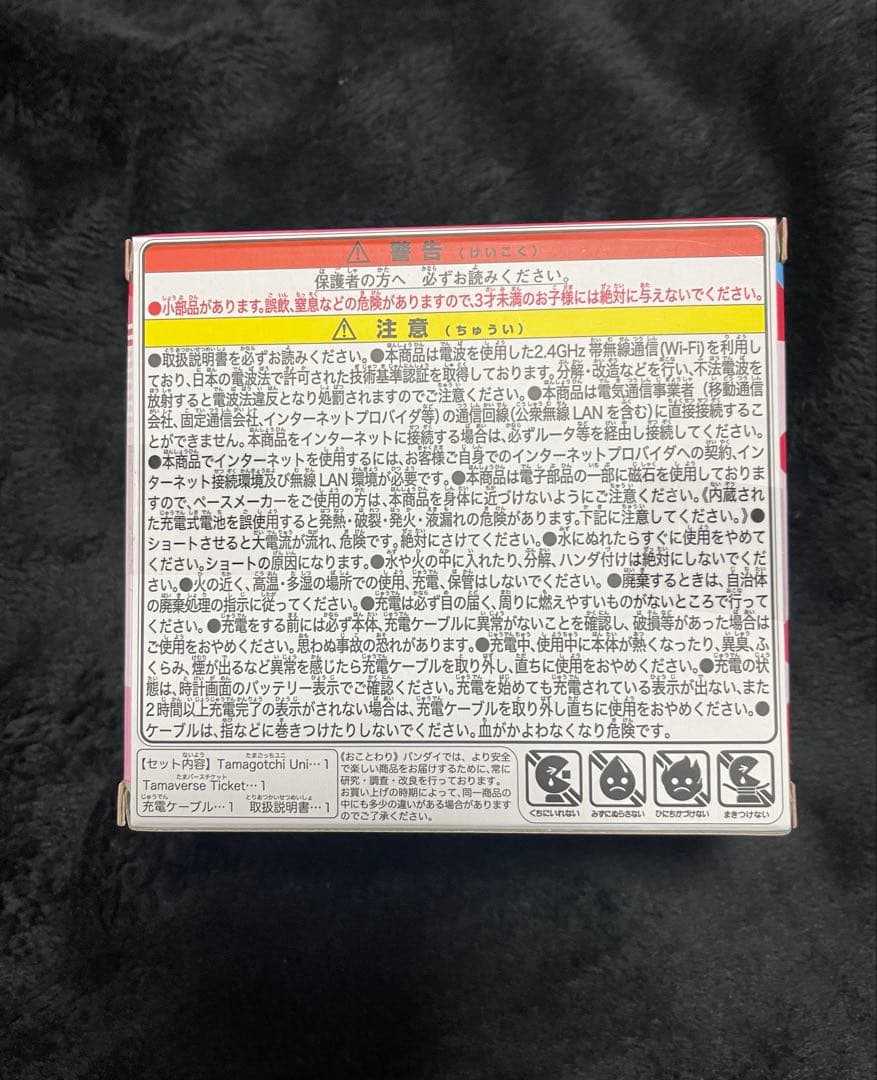 ⚠ 警告 (けいこく)
保護者の方へ 必ずお読みください。
●小部品があります。誤飲、窒息などの危険がありますので、3才未満のお子様には絶対に与えないでください。
⚠ 注意 (ちゅうい)
●取扱説明書を必ずお読みください。●本商品は電波を使用した2.4GHz 帯無線通信(Wi-Fi)を利用し
ており、日本の電波法で許可された技術基準認証を取得しております。分解・改造などを行い、不法電波を
放射すると電波法違反となり処罰されますのでご注意ください。●本商品は電気通信事業者（移動通信
会社、固定通信会社、インターネットプロバイダ等）の通信回線(公衆無線 LANを含む)に直接接続するこ
とができません。本商品をインターネットに接続する場合は、必ずルータ等を経由し接続してください。
●本商品でインターネットを使用するには、お客様ご自身でのインターネットプロバイダへの契約、イン
ターネット接続環境及び無線 LAN 環境が必要です。●本商品は電子部品の一部に磁石を使用しておりま
すので、ペースメーカーをご使用の方は、本商品を身体に近づけないようにご注意ください。《内蔵され
た充電式電池を誤使用すると発熱・破裂・発火・液漏れの危険があります。下記に注意してください。》●
ショートさせると大電流が流れ、危険です。絶対にさけてください。●水にぬれたらすぐに使用をやめて
ください。ショートの原因になります。●水や火の中に入れたり、分解、ハンダ付けは絶対にしないでくだ
さい。●火の近く、高温・多湿の場所での使用、充電、保管はしないでください。●廃棄するときは、自治体
の廃棄処理の指示に従ってください。●充電は必ず目の届く、周りに燃えやすいものがないところで行って
ください。●充電をする前には必ず本体、充電ケーブルに異常がないことを確認し、破損等があった場合は
ご使用をおやめください。思わぬ事故の恐れがあります。●充電中、使用中に本体が熱くなったり、異臭、ふ
くらみ、煙が出るなど異常を感じたら充電ケーブルを取り外し、直ちに使用をおやめください。●充電の状
態は、時計画面のバッテリー表示でご確認ください。充電を始めても充電されている表示が出ない、また
2時間以上充電完了の表示がされない場合は、充電ケーブルを取り外し直ちに使用をおやめください。●
ケーブルは、指などに巻きつけたりしないでください。血がかよわなくなり危険です。
【セット内容】Tamagotchi Uni…1
Tamaverse Ticket…1
充電ケーブル…1 取扱説明書…1
《おことわり》バンダイでは、より安全
で楽しい商品をお届けするために、常に
研究・調査・改良を行っております。
お買い上げの時期によって、同一商品の
中にも多少の違いがある場合があります
のでご了承ください。
くちにいれない みずにぬらさない ひにちかづけない まきつけない